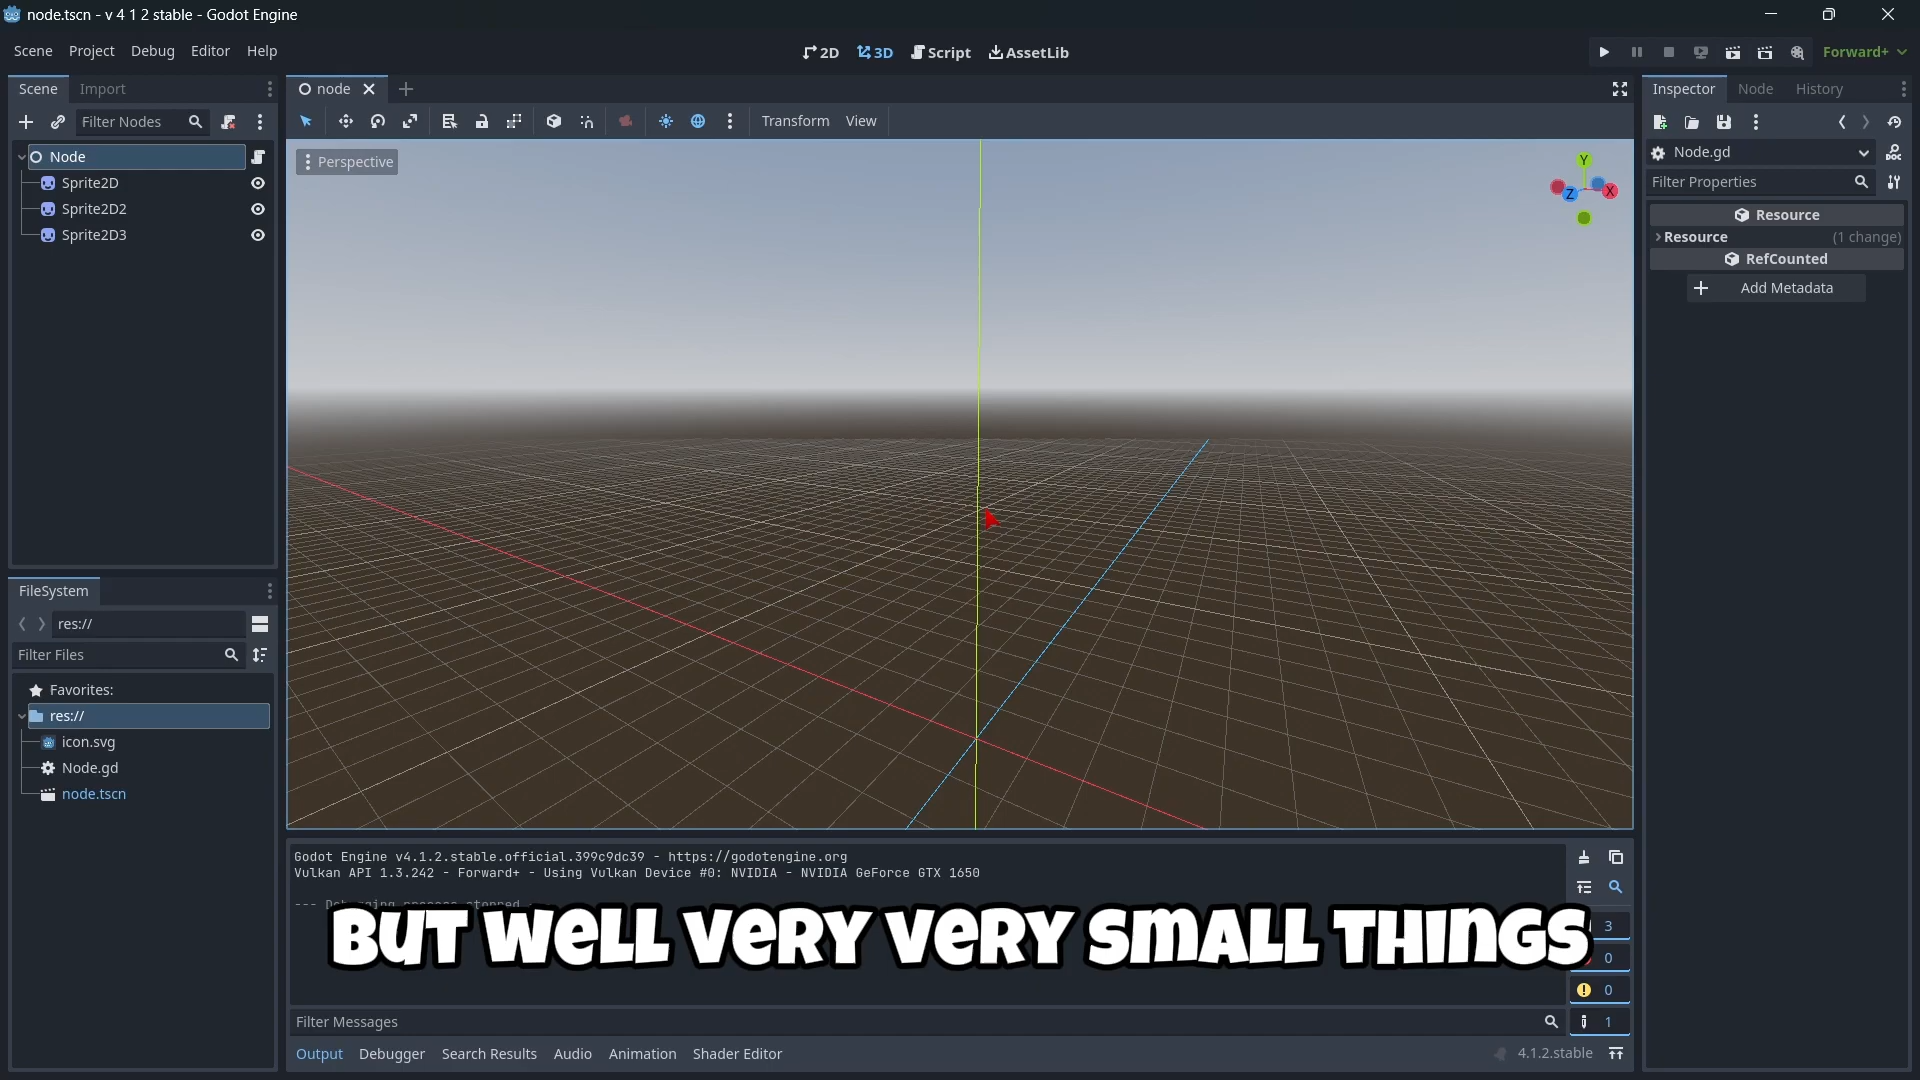 node.tscn - v 4 1 2 stable - Godot Engine
Scene Project Debug Editor Help
2D 3D Script AssetLib
Forward+
Scene Import
Filter Nodes
Node
Sprite2D
Sprite2D2
Sprite2D3
FileSystem
res://
Filter Files
Favorites:
res://
icon.svg
Node.gd
node.tscn
node
Transform View
Perspective
Y
Z
X
Godot Engine v4.1.2.stable.official.399c9dc39 - https://godotengine.org
Vulkan API 1.3.242 - Forward+ - Using Vulkan Device #0: NVIDIA - NVIDIA GeForce GTX 1650
--- Debugging process stopped
BUT WELL VERY VERY SMALL THINGS
3
0
0
1
Filter Messages
Output Debugger Search Results Audio Animation Shader Editor
4.1.2.stable
Inspector Node History
Node.gd
DOC
Filter Properties
Resource
Resource (1 change)
RefCounted
Add Metadata